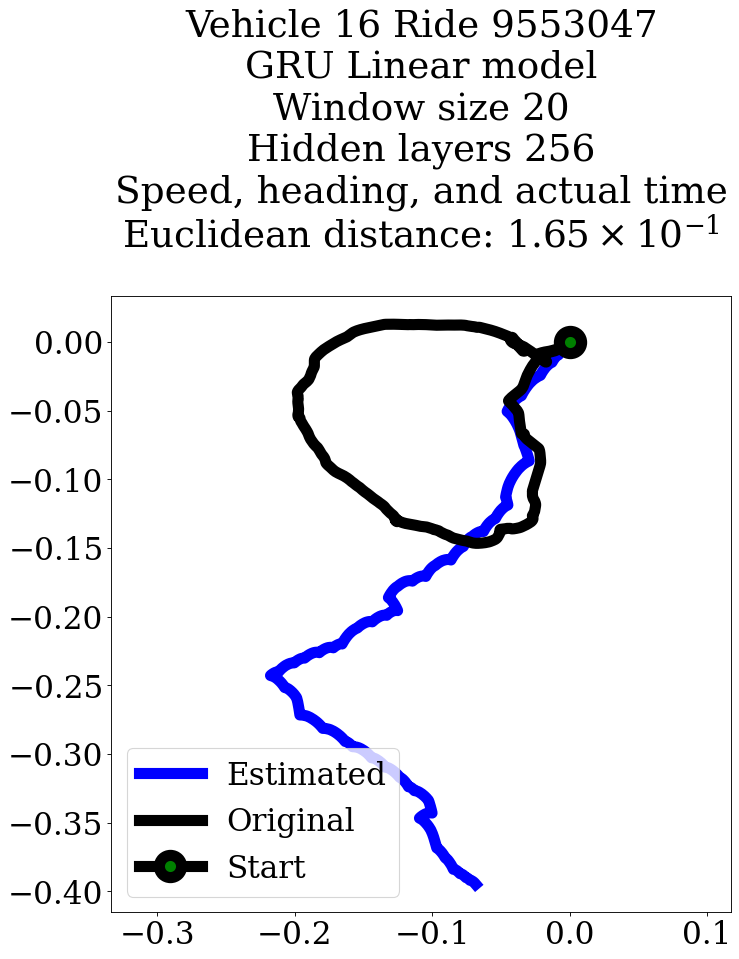 Vehicle 16 Ride 9553047
GRU Linear model
Window size 20
Hidden layers 256
Speed, heading, and actual time
Euclidean distance: 1.65 × 10⁻¹
0.00
−0.05
−0.10
−0.15
−0.20
−0.25
−0.30
−0.35
−0.40
Estimated
Original
Start
−0.3 −0.2 −0.1 0.0 0.1